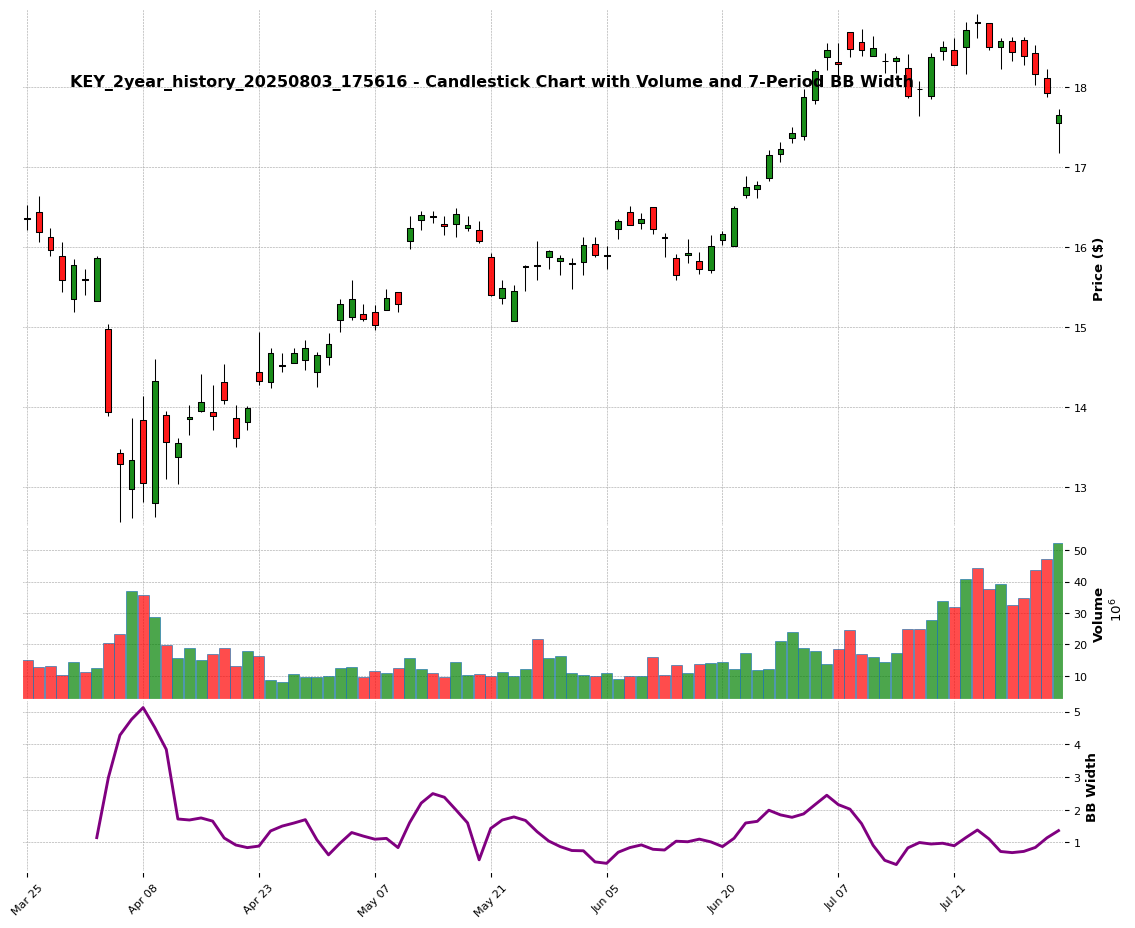 KEY_2year_history_20250803_175616 - Candlestick Chart with Volume and 7-Period BB Width
18
17
16
15
14
13
Price ($)
50
40
30
20
10
Volume
10⁶
5
4
3
2
1
BB Width
Mar 25
Apr 08
Apr 23
May 07
May 21
Jun 05
Jun 20
Jul 07
Jul 21